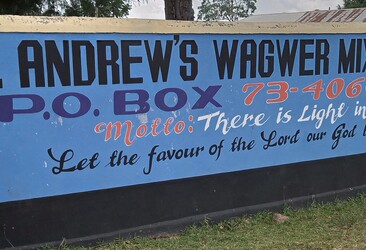 ANDREW'S WAGWER MIX
P.O. BOX 73-406
Motto: There is Light in
Let the favour of the Lord our God